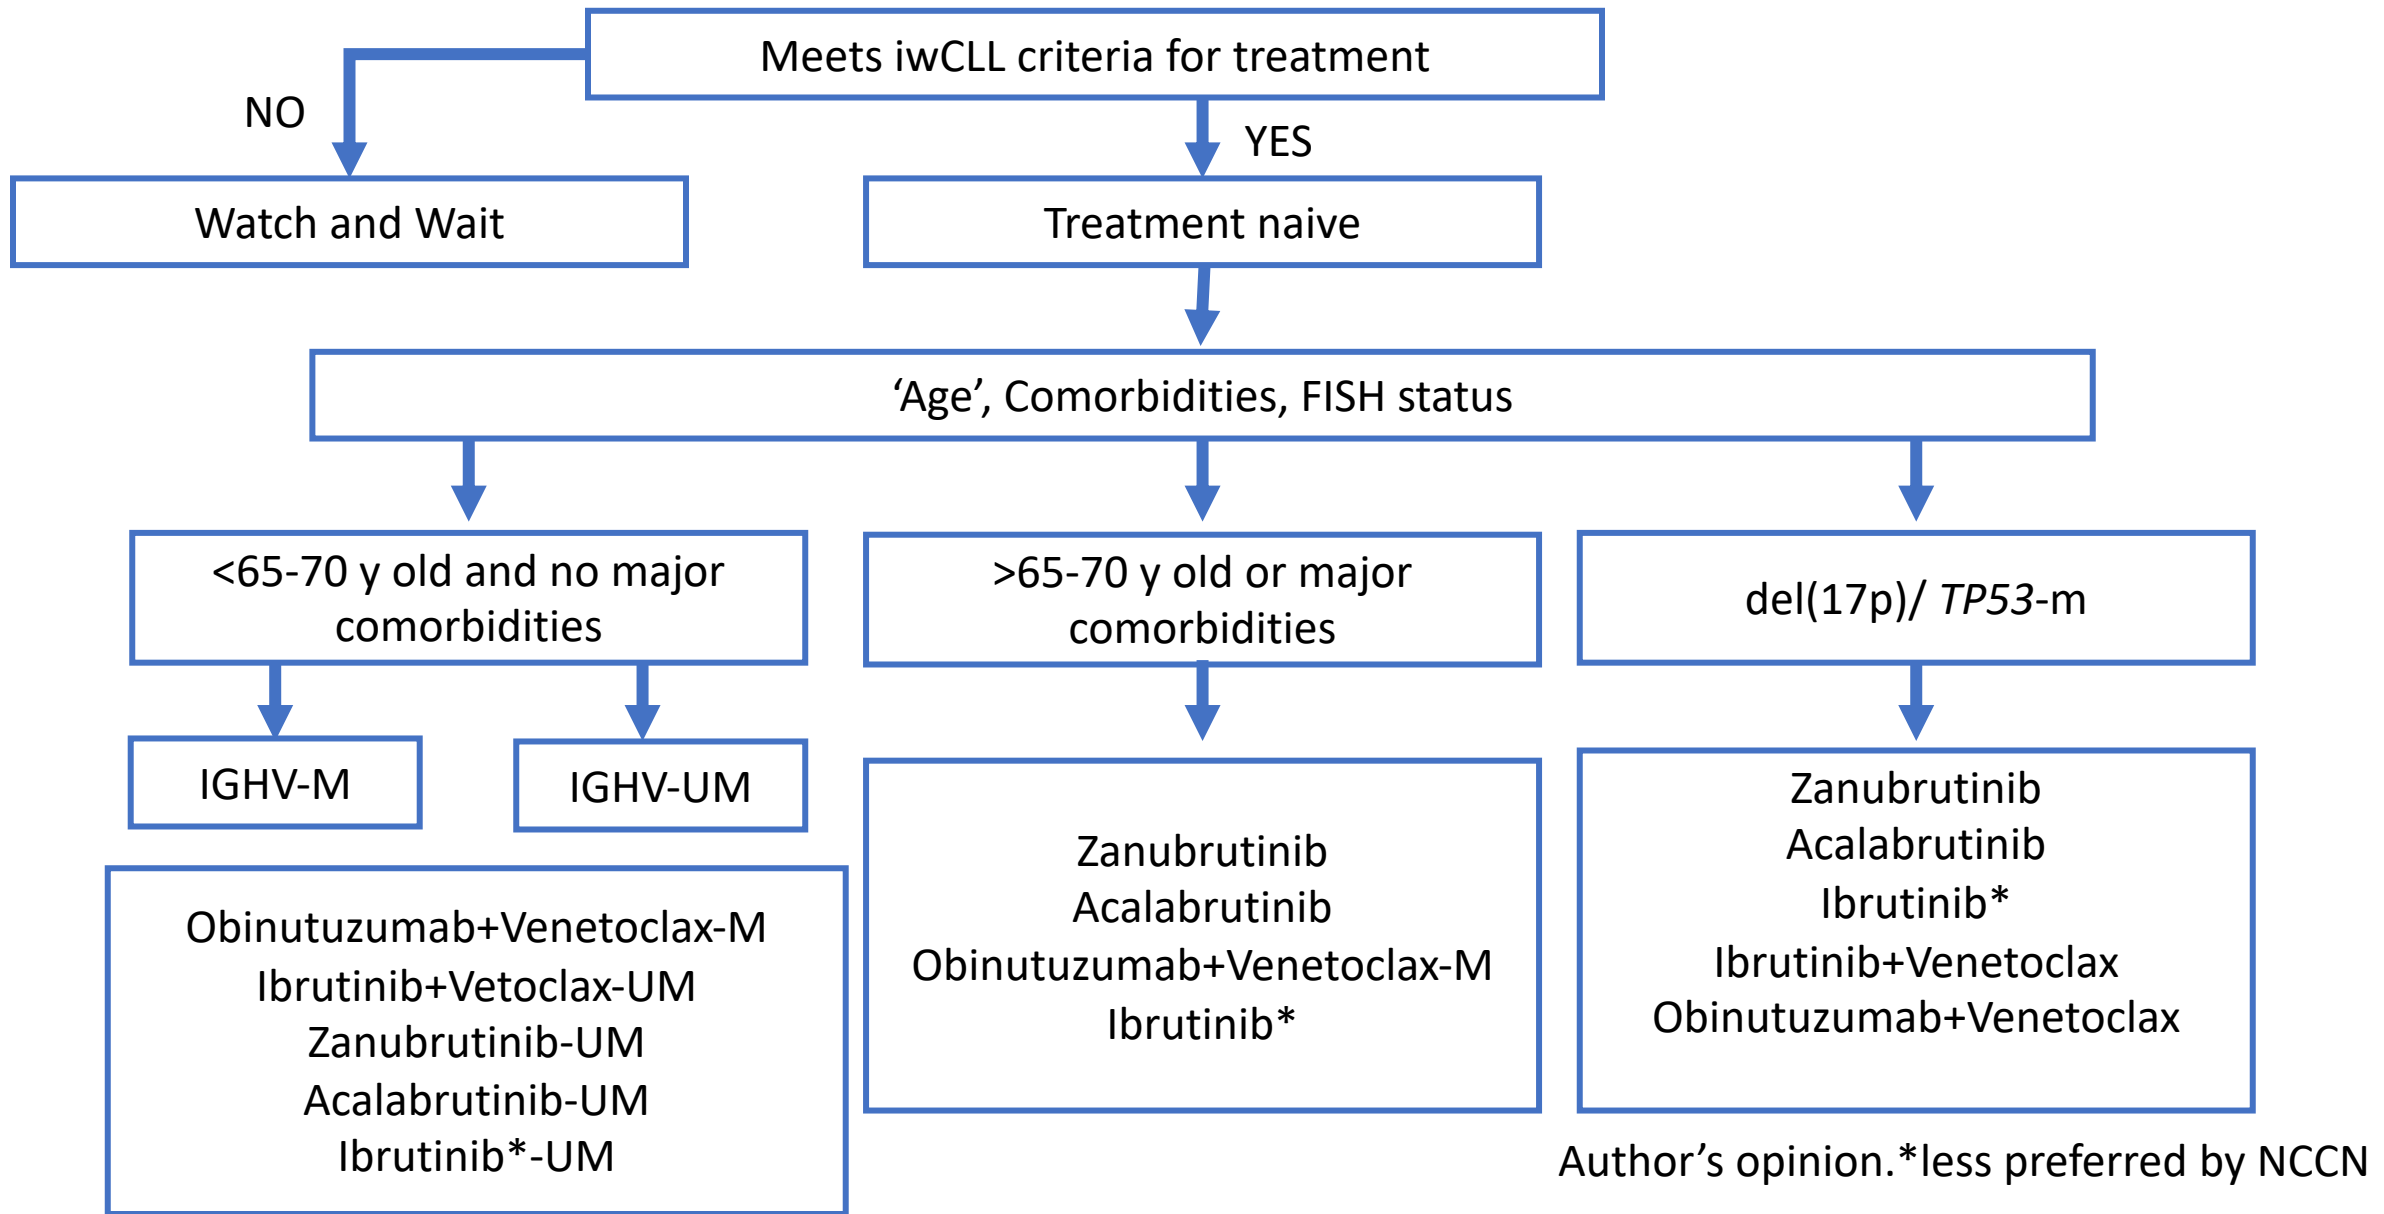 Meets iwCLL criteria for treatment
NO
YES
Watch and Wait
Treatment naive
‘Age’, Comorbidities, FISH status
<65-70 y old and no major
comorbidities
>65-70 y old or major
comorbidities
del(17p)/ TP53-m
IGHV-M
IGHV-UM
Obinutuzumab+Venetoclax-M
Ibrutinib+Vetoclax-UM
Zanubrutinib-UM
Acalabrutinib-UM
Ibrutinib*-UM
Zanubrutinib
Acalabrutinib
Obinutuzumab+Venetoclax-M
Ibrutinib*
Zanubrutinib
Acalabrutinib
Ibrutinib*
Ibrutinib+Venetoclax
Obinutuzumab+Venetoclax
Author’s opinion.*less preferred by NCCN